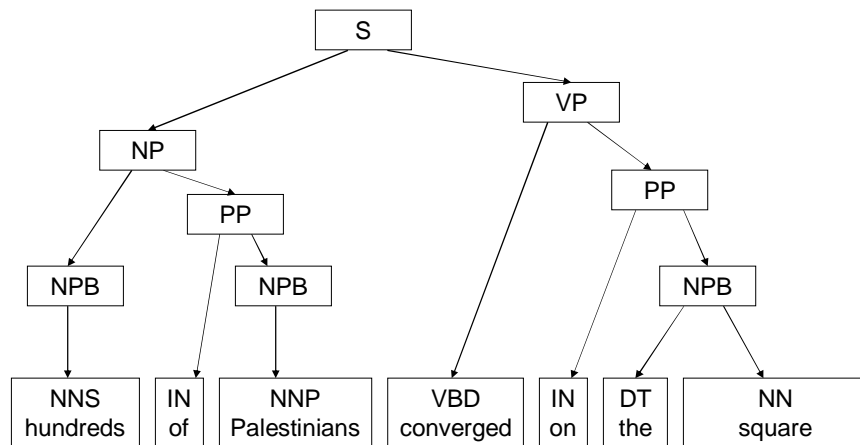 S
VP
NP
PP
PP
NPB
NPB
NPB
NNS
hundreds
IN
of
NNP
Palestinians
VBD
converged
IN
on
DT
the
NN
square